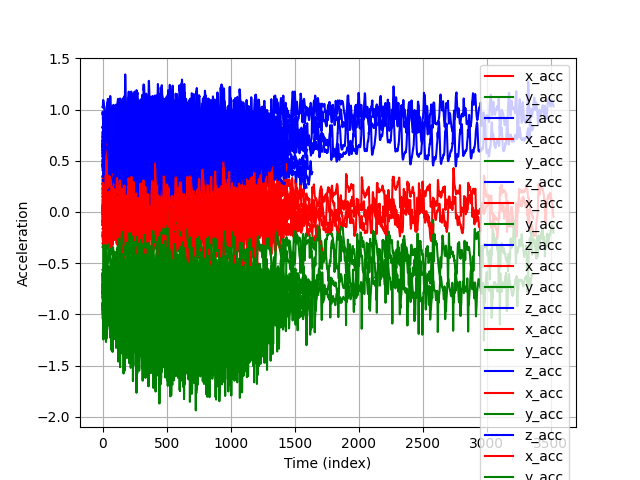 1.5
1.0
0.5
0.0
−0.5
−1.0
−1.5
−2.0
Acceleration
0
500
1000
1500
2000
2500
3000
3500
Time (index)
x_acc
y_acc
z_acc
x_acc
y_acc
z_acc
x_acc
y_acc
z_acc
x_acc
y_acc
z_acc
x_acc
y_acc
z_acc
x_acc
y_acc
z_acc
x_acc
y_acc